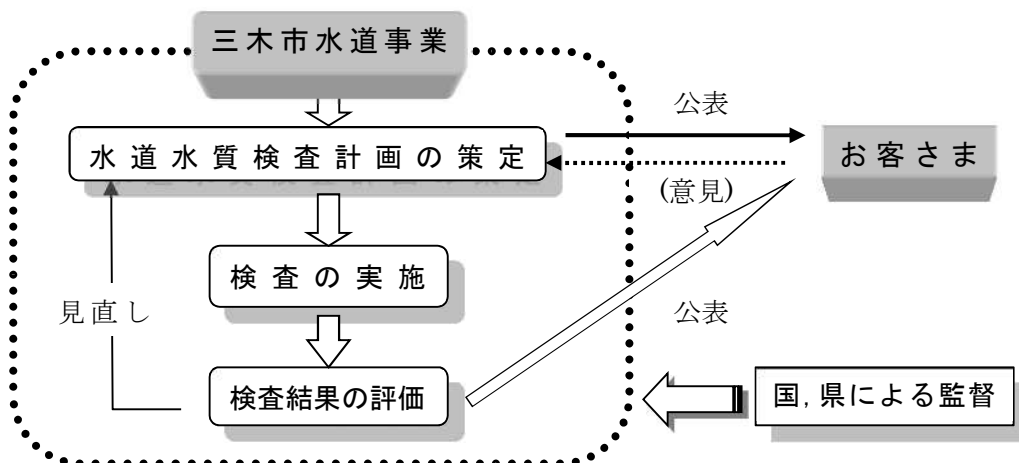 三木市水道事業
公表
水道水質検査計画の策定
お客さま
(意見)
検査の実施
見直し
公表
検査結果の評価
国,県による監督